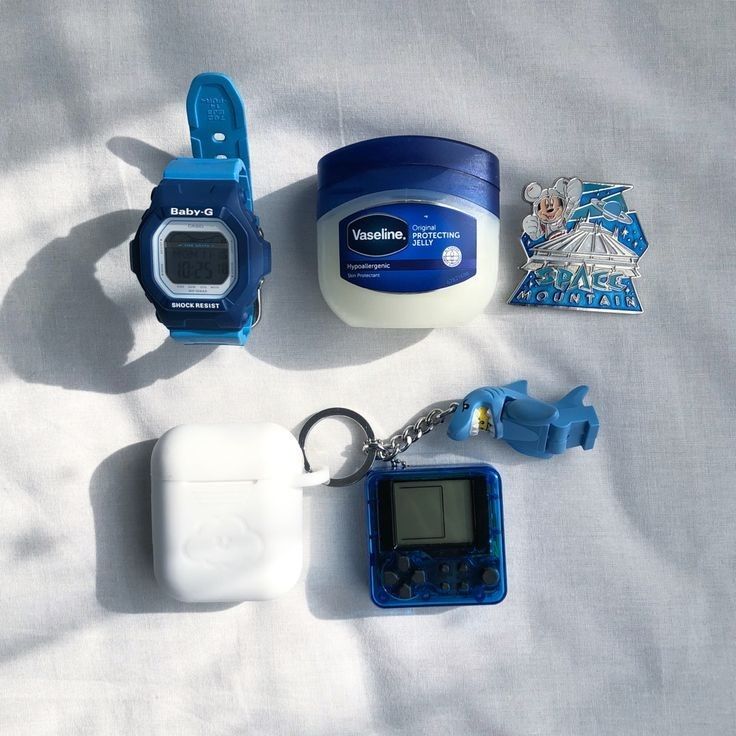 Baby-G
CASIO
10:25
SHOCK RESIST
Vaseline.
Original
PROTECTING
JELLY
Hypoallergenic
Skin Protectant
SPACE
MOUNTAIN